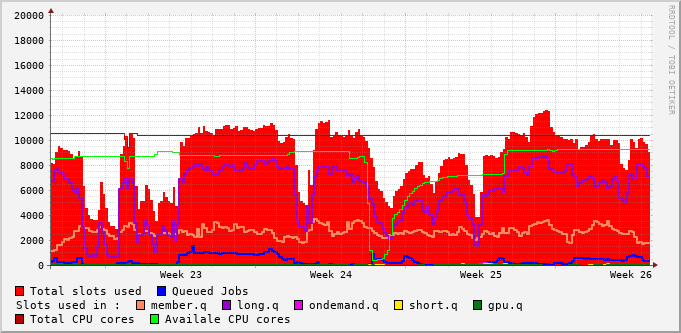 20000
18000
16000
14000
12000
10000
8000
6000
4000
2000
0
Week 23 Week 24 Week 25 Week 26
RRDTOOL / TOBI OETIKER
Total slots used Queued Jobs
Slots used in : member.q long.q ondemand.q short.q gpu.q
Total CPU cores Availale CPU cores